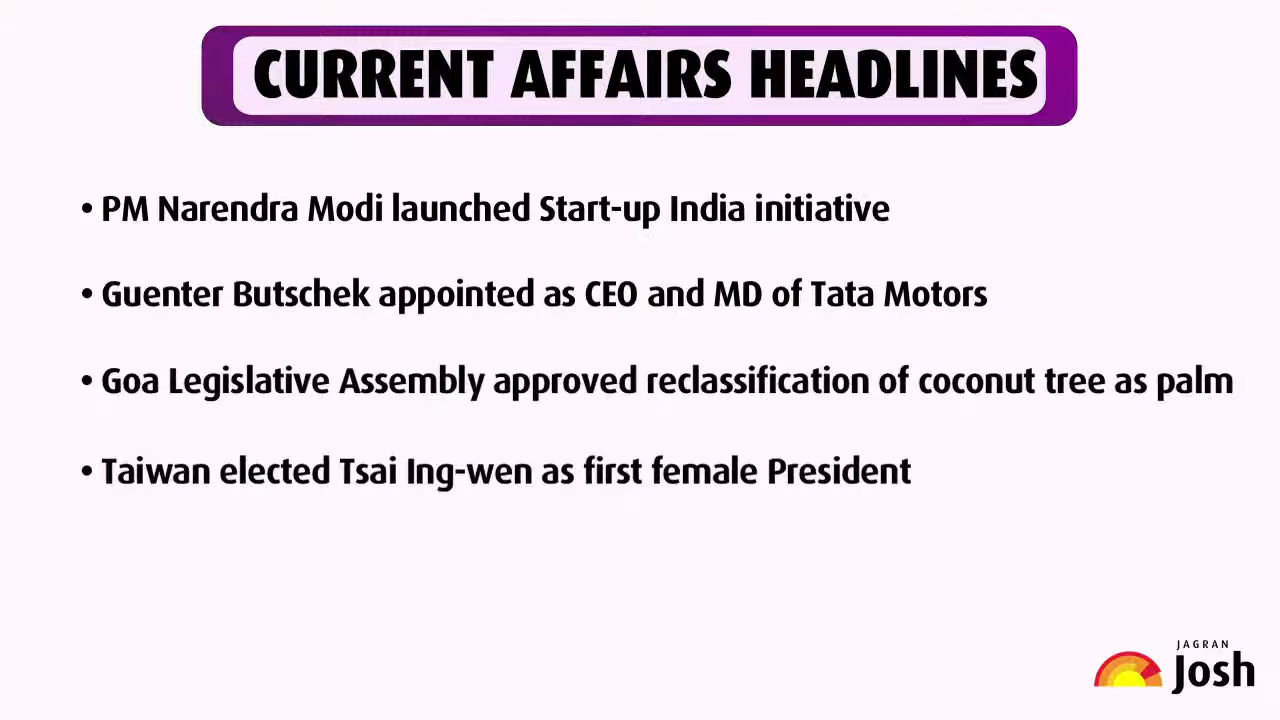 CURRENT AFFAIRS HEADLINES
• PM Narendra Modi launched Start-up India initiative
• Guenter Butschek appointed as CEO and MD of Tata Motors
• Goa Legislative Assembly approved reclassification of coconut tree as palm
• Taiwan elected Tsai Ing-wen as first female President
JAGRAN
Josh